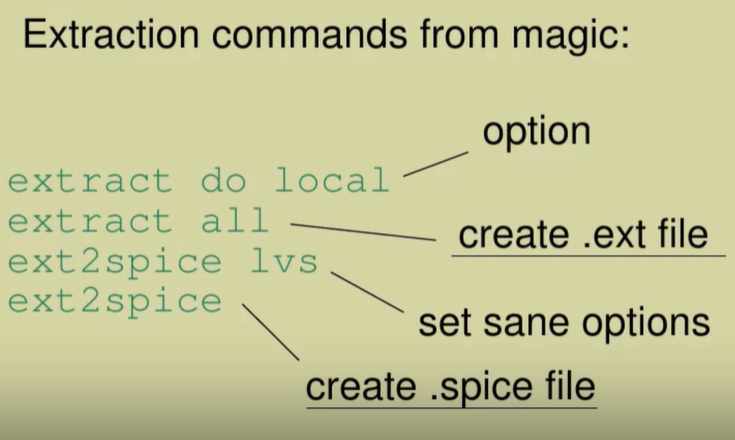 Extraction commands from magic:
option
extract do local
extract all
create .ext file
ext2spice lvs
ext2spice
set sane options
create .spice file